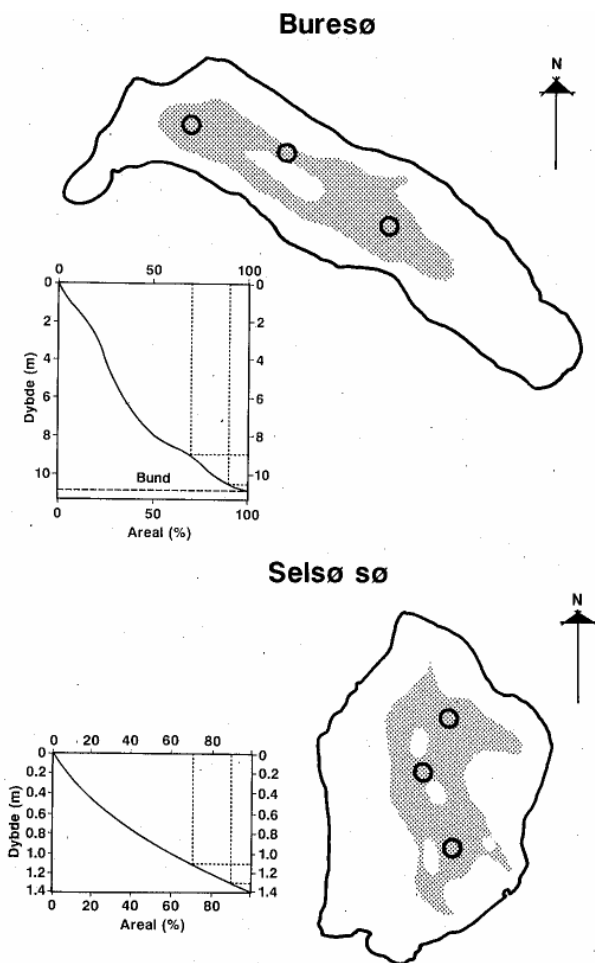 Buresø
N
0 50 100
0 0
2 2
4 4
6 6
8 8
10 10
Dybde (m)
Bund
0 50 100
Areal (%)
Selsø sø
N
0 20 40 80
0 0
0.2 0.2
0.4 0.4
0.6 0.6
0.8 0.8
1.0 1.0
1.2 1.2
1.4 1.4
Dybde (m)
0 20 40 60 80
Areal (%)